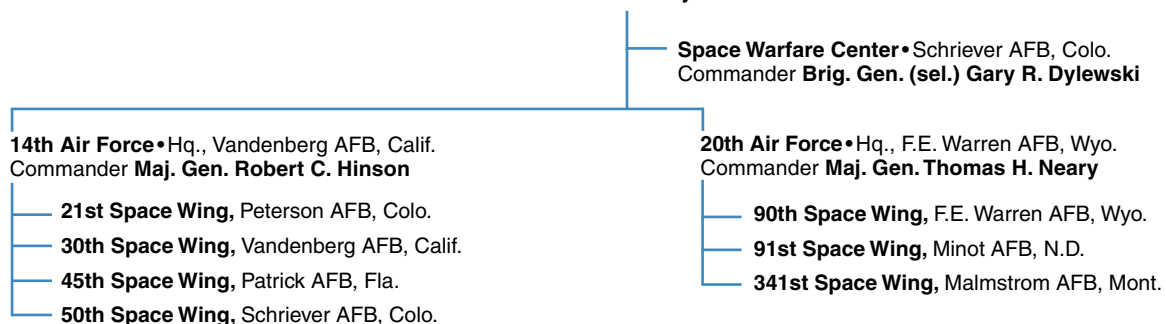 Space Warfare Center•Schriever AFB, Colo.
Commander Brig. Gen. (sel.) Gary R. Dylewski
14th Air Force•Hq., Vandenberg AFB, Calif.
Commander Maj. Gen. Robert C. Hinson
21st Space Wing, Peterson AFB, Colo.
30th Space Wing, Vandenberg AFB, Calif.
45th Space Wing, Patrick AFB, Fla.
50th Space Wing, Schriever AFB, Colo.
20th Air Force•Hq., F.E. Warren AFB, Wyo.
Commander Maj. Gen. Thomas H. Neary
90th Space Wing, F.E. Warren AFB, Wyo.
91st Space Wing, Minot AFB, N.D.
341st Space Wing, Malmstrom AFB, Mont.